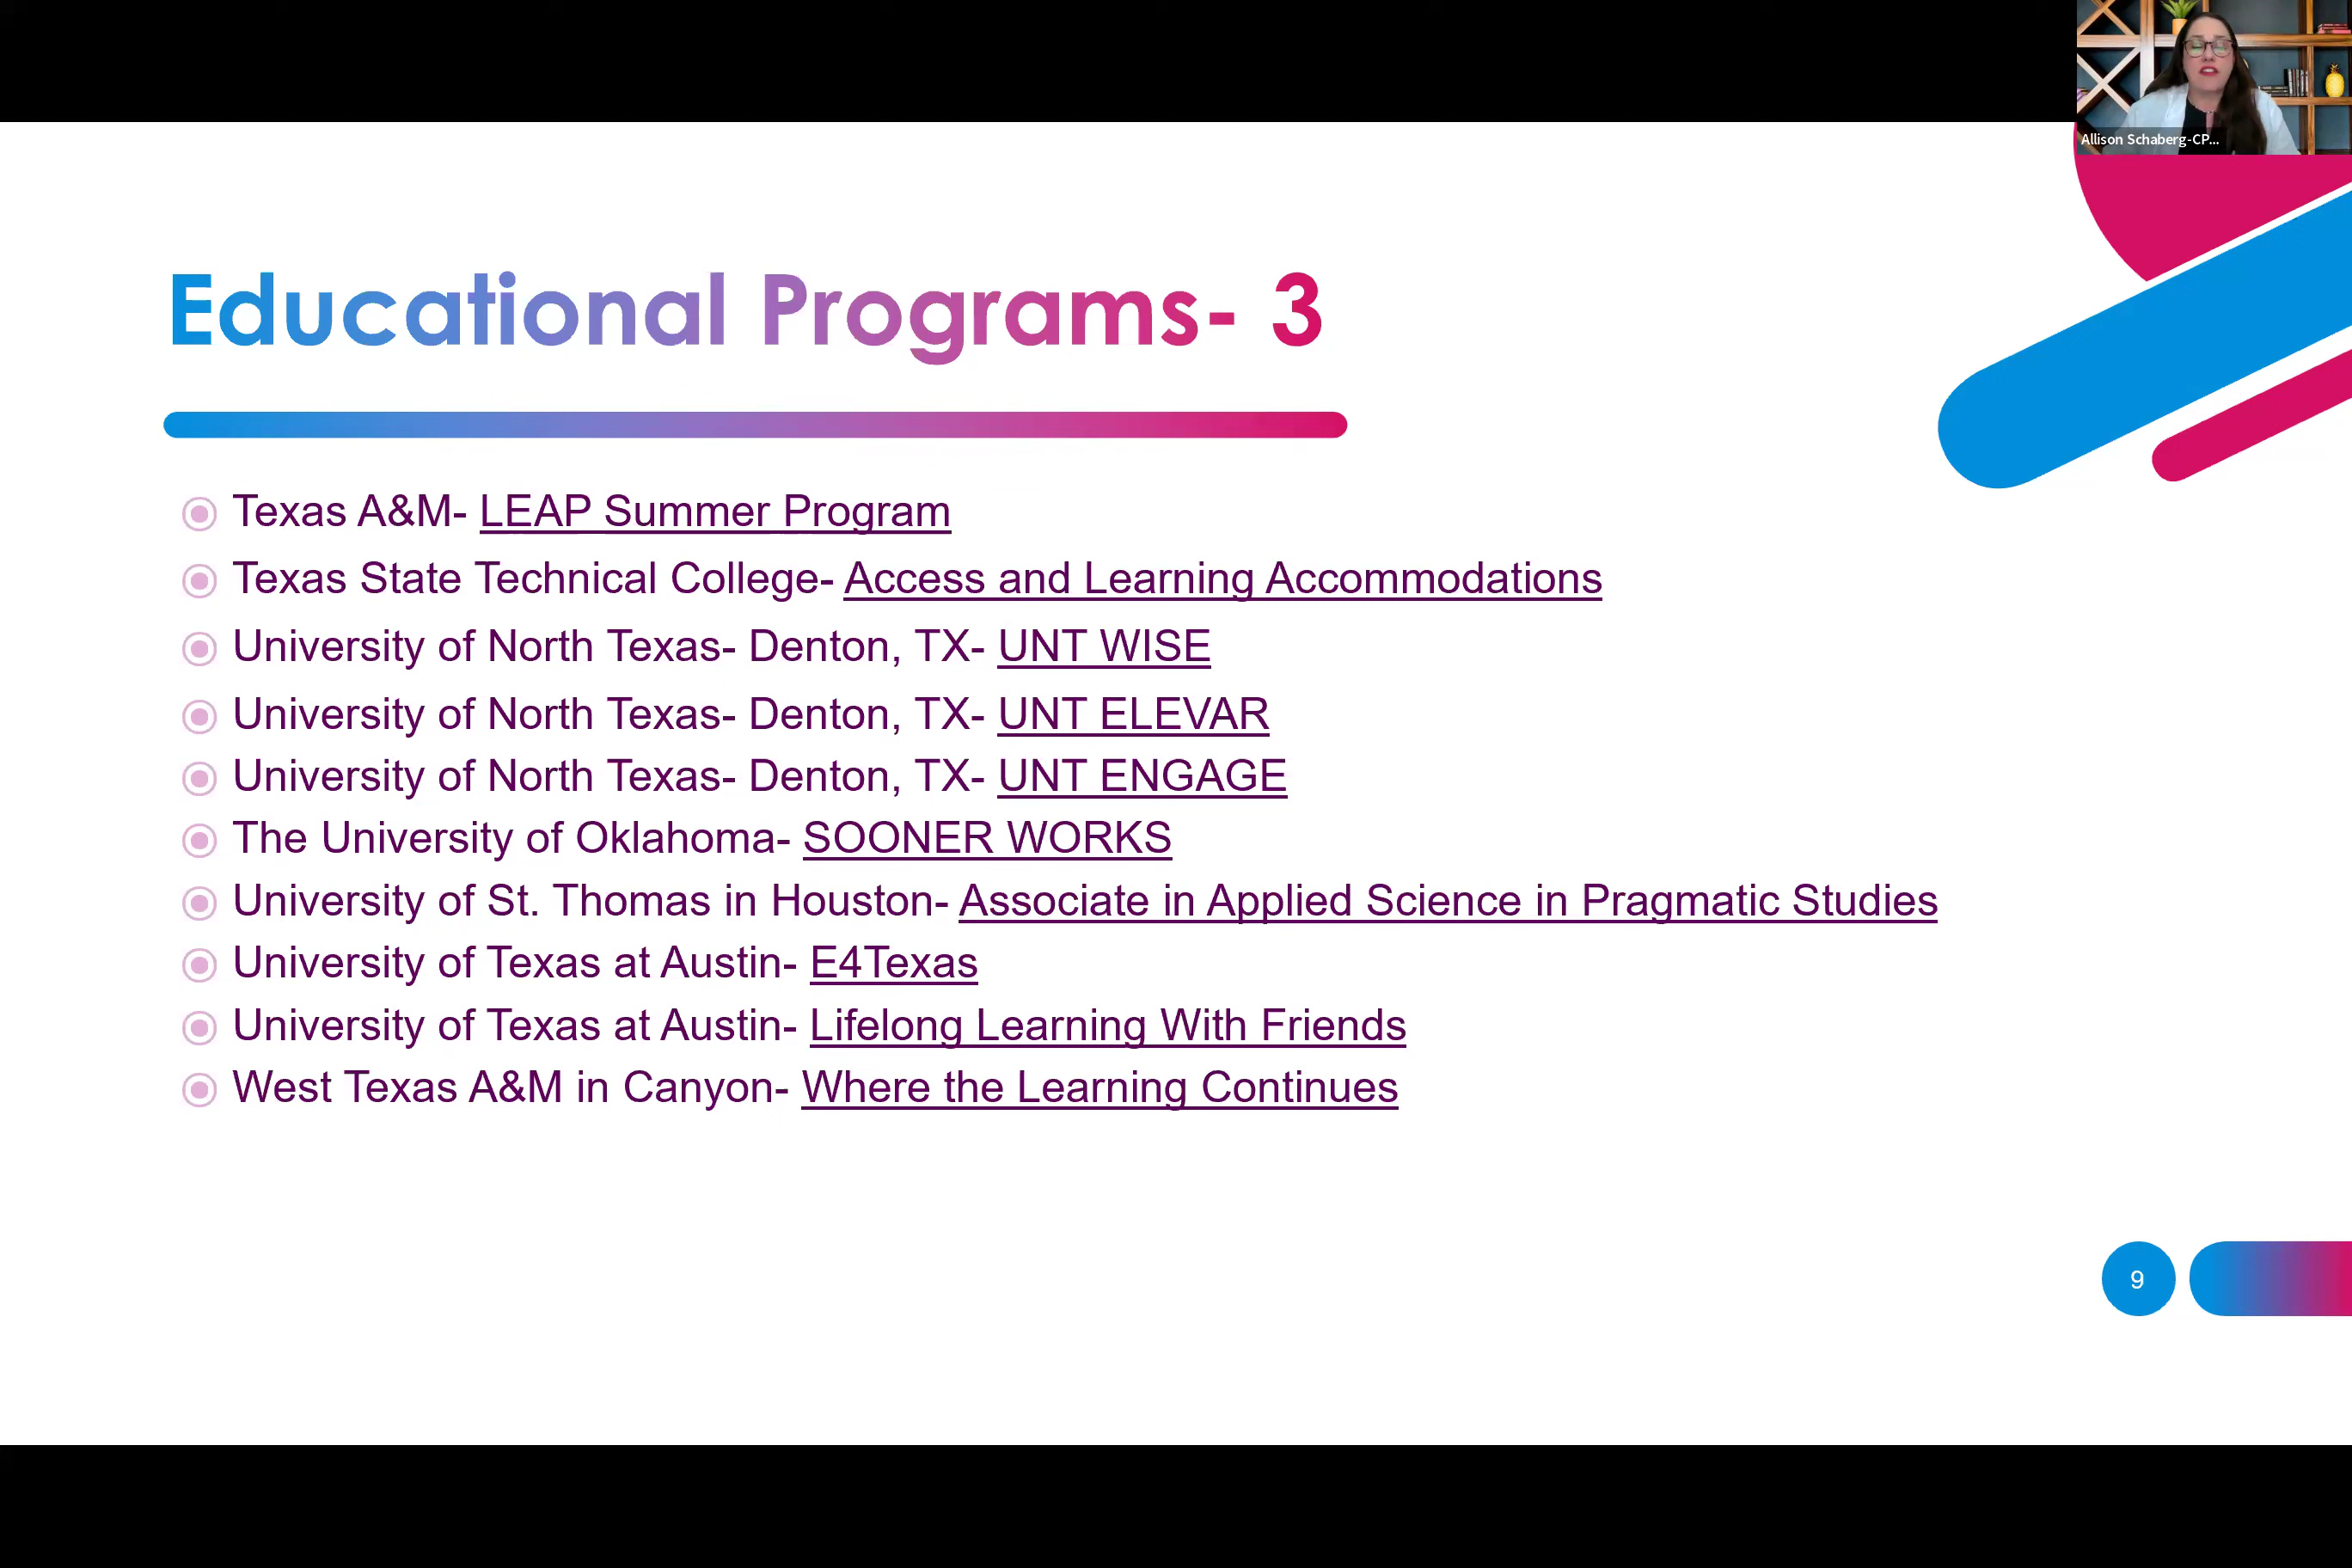 Allison Schaberg-CP...
Educational Programs- 3
Texas A&M- LEAP Summer Program
Texas State Technical College- Access and Learning Accommodations
University of North Texas- Denton, TX- UNT WISE
University of North Texas- Denton, TX- UNT ELEVAR
University of North Texas- Denton, TX- UNT ENGAGE
The University of Oklahoma- SOONER WORKS
University of St. Thomas in Houston- Associate in Applied Science in Pragmatic Studies
University of Texas at Austin- E4Texas
University of Texas at Austin- Lifelong Learning With Friends
West Texas A&M in Canyon- Where the Learning Continues
9